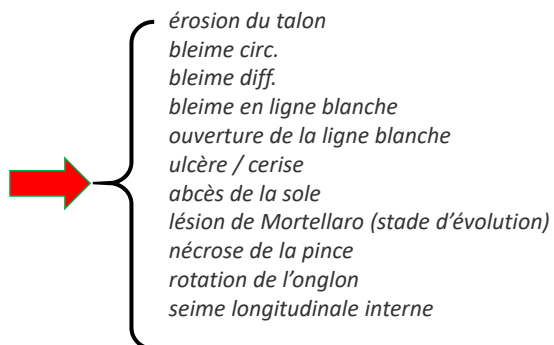 érosion du talon
bleime circ.
bleime diff.
bleime en ligne blanche
ouverture de la ligne blanche
ulcère / cerise
abcès de la sole
lésion de Mortellaro (stade d’évolution)
nécrose de la pince
rotation de l’onglon
seime longitudinale interne